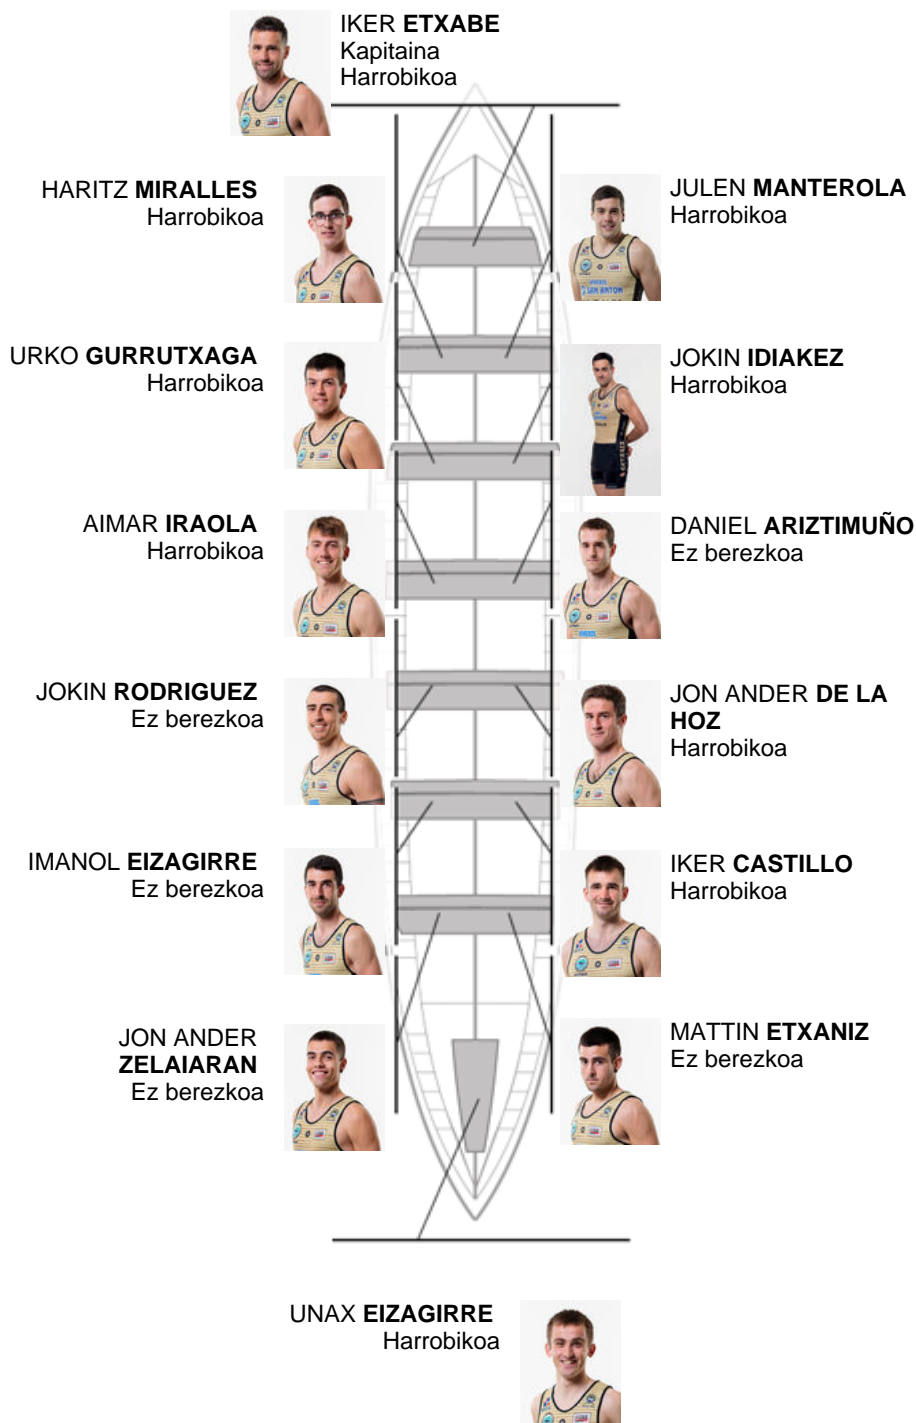 IKER ETXABE
Kapitaina
Harrobikoa
HARITZ MIRALLES
Harrobikoa
JULEN MANTEROLA
Harrobikoa
URKO GURRUTXAGA
Harrobikoa
JOKIN IDIAKEZ
Harrobikoa
AIMAR IRAOLA
Harrobikoa
DANIEL ARIZTIMUÑO
Ez berezkoa
JOKIN RODRIGUEZ
Ez berezkoa
JON ANDER DE LA
HOZ
Harrobikoa
IMANOL EIZAGIRRE
Ez berezkoa
IKER CASTILLO
Harrobikoa
JON ANDER
ZELAIARAN
Ez berezkoa
MATTIN ETXANIZ
Ez berezkoa
UNAX EIZAGIRRE
Harrobikoa